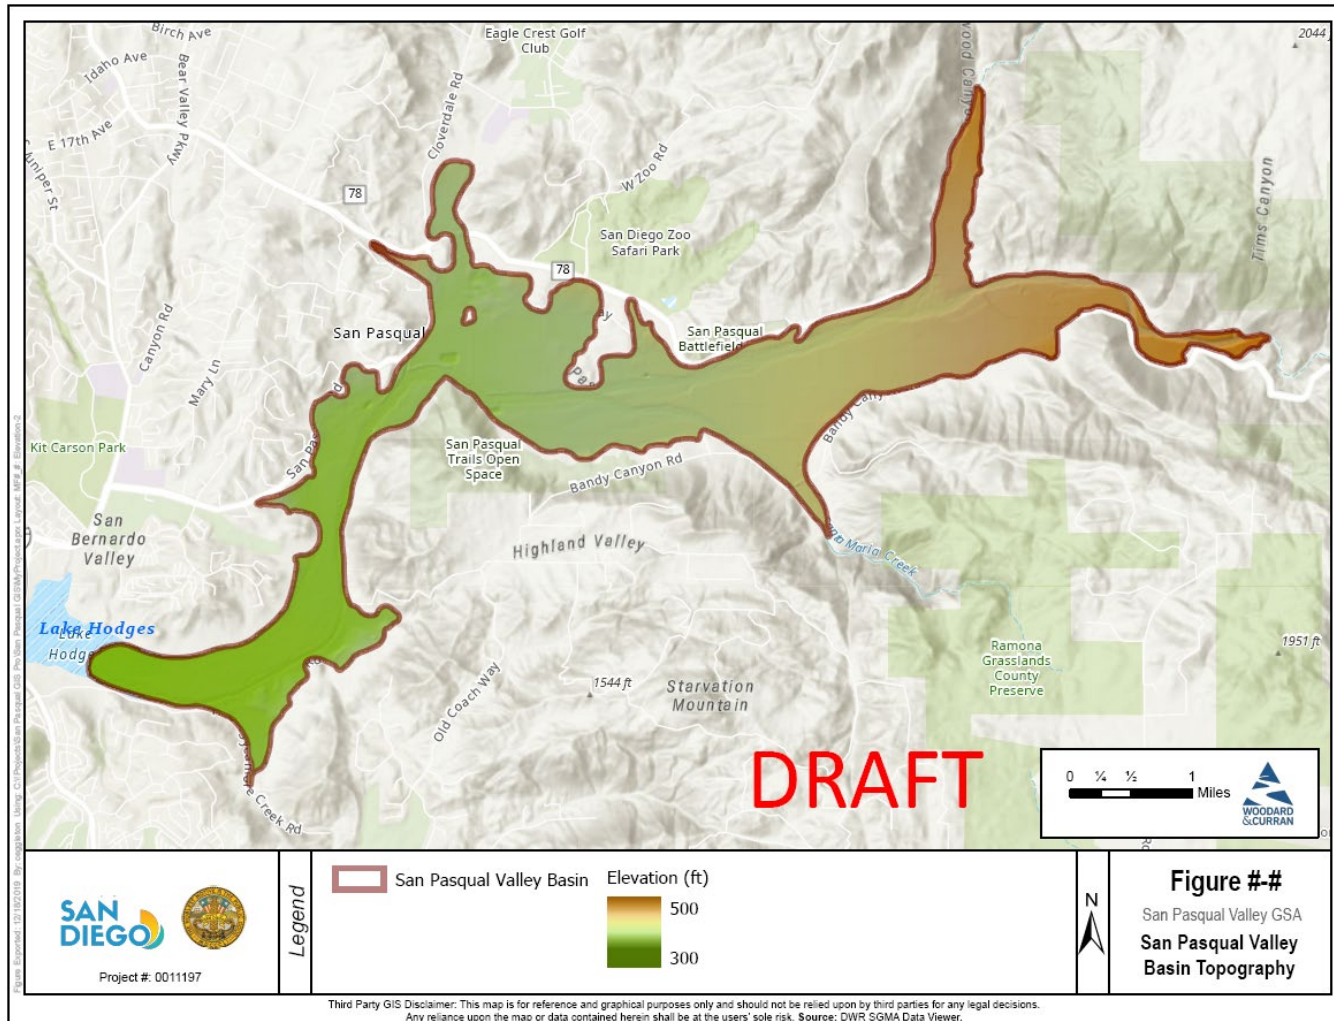 Birch Ave
Idaho Ave
Bear Valley Pkwy
E 17th Ave
Juniper St
Eagle Crest Golf
Club
Cloverdale Rd
2044
78
W Zoo Rd
San Diego Zoo
Safari Park
Tims Canyon
78
Canyon Rd
Mary Ln
San Pasqual
San Pasqual
Battlefield
Kit Carson Park
San Pasqual
Trails Open
Space
Bandy Canyon Rd
San
Bernardo
Valley
Highland Valley
Maria Creek
Lake Hodges
Lake
Old Coach Way
1544 ft
Starvation
Mountain
Ramona
Grasslands
County
Preserve
1951 ft
Creek Rd
DRAFT
0 ¼ ½ 1
Miles
WOODARD
&CURRAN
SAN
DIEGO
Project #: 0011197
Legend
San Pasqual Valley Basin
Elevation (ft)
500
300
N
Figure #-#
San Pasqual Valley GSA
San Pasqual Valley
Basin Topography
Third Party GIS Disclaimer: This map is for reference and graphical purposes only and should not be relied upon by third parties for any legal decisions.
Any reliance upon the map or data contained herein shall be at the users' sole risk. Source: DWR SGMA Data Viewer.